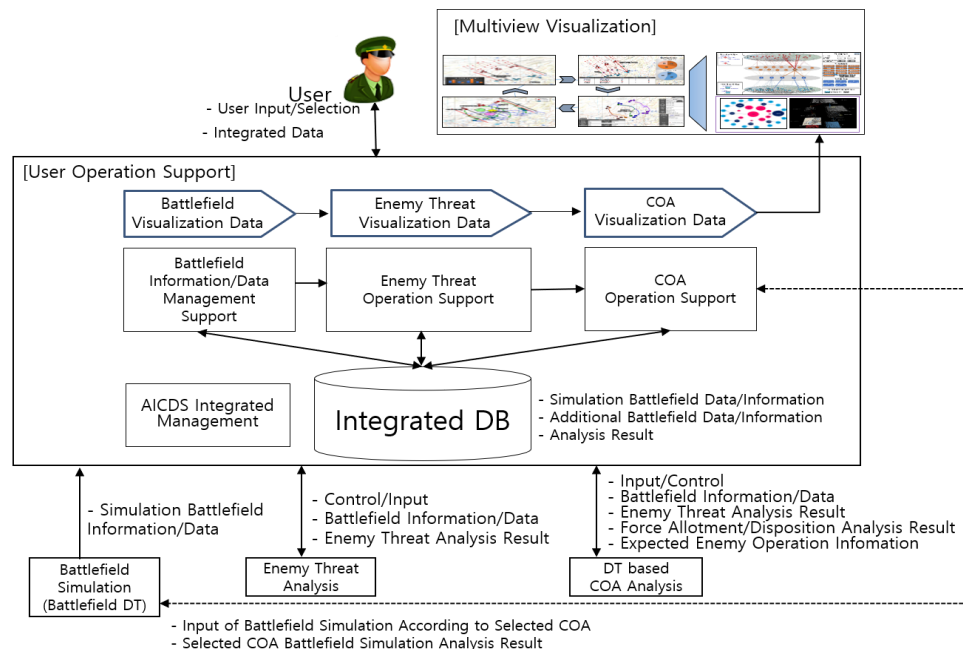 [Multiview Visualization]
User
- User Input/Selection
- Integrated Data
[User Operation Support]
Battlefield
Visualization Data
Enemy Threat
Visualization Data
COA
Visualization Data
Battlefield
Information/Data
Management
Support
Enemy Threat
Operation Support
COA
Operation Support
AICDS Integrated
Management
Integrated DB
- Simulation Battlefield Data/Information
- Additional Battlefield Data/Information
- Analysis Result
- Simulation Battlefield
Information/Data
- Control/Input
- Battlefield Information/Data
- Enemy Threat Analysis Result
- Input/Control
- Battlefield Information/Data
- Enemy Threat Analysis Result
- Force Allotment/Disposition Analysis Result
- Expected Enemy Operation Infomation
Battlefield
Simulation
(Battlefield DT)
Enemy Threat
Analysis
DT based
COA Analysis
- Input of Battlefield Simulation According to Selected COA
- Selected COA Battlefield Simulation Analysis Result